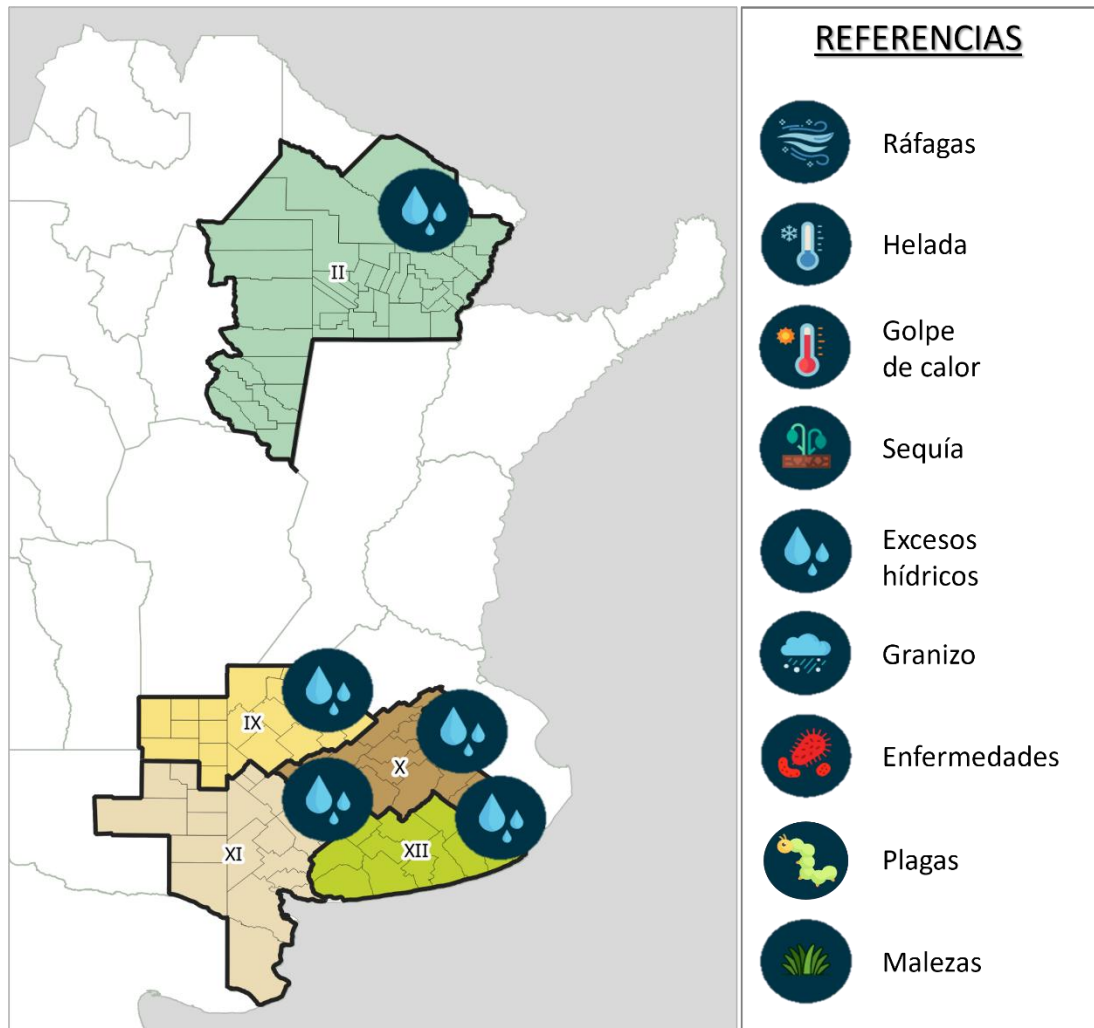 REFERENCIAS
Ráfagas
Helada
Golpe
de calor
Sequía
Excesos
hídricos
Granizo
Enfermedades
Plagas
Malezas
II
IX
X
XI
XII